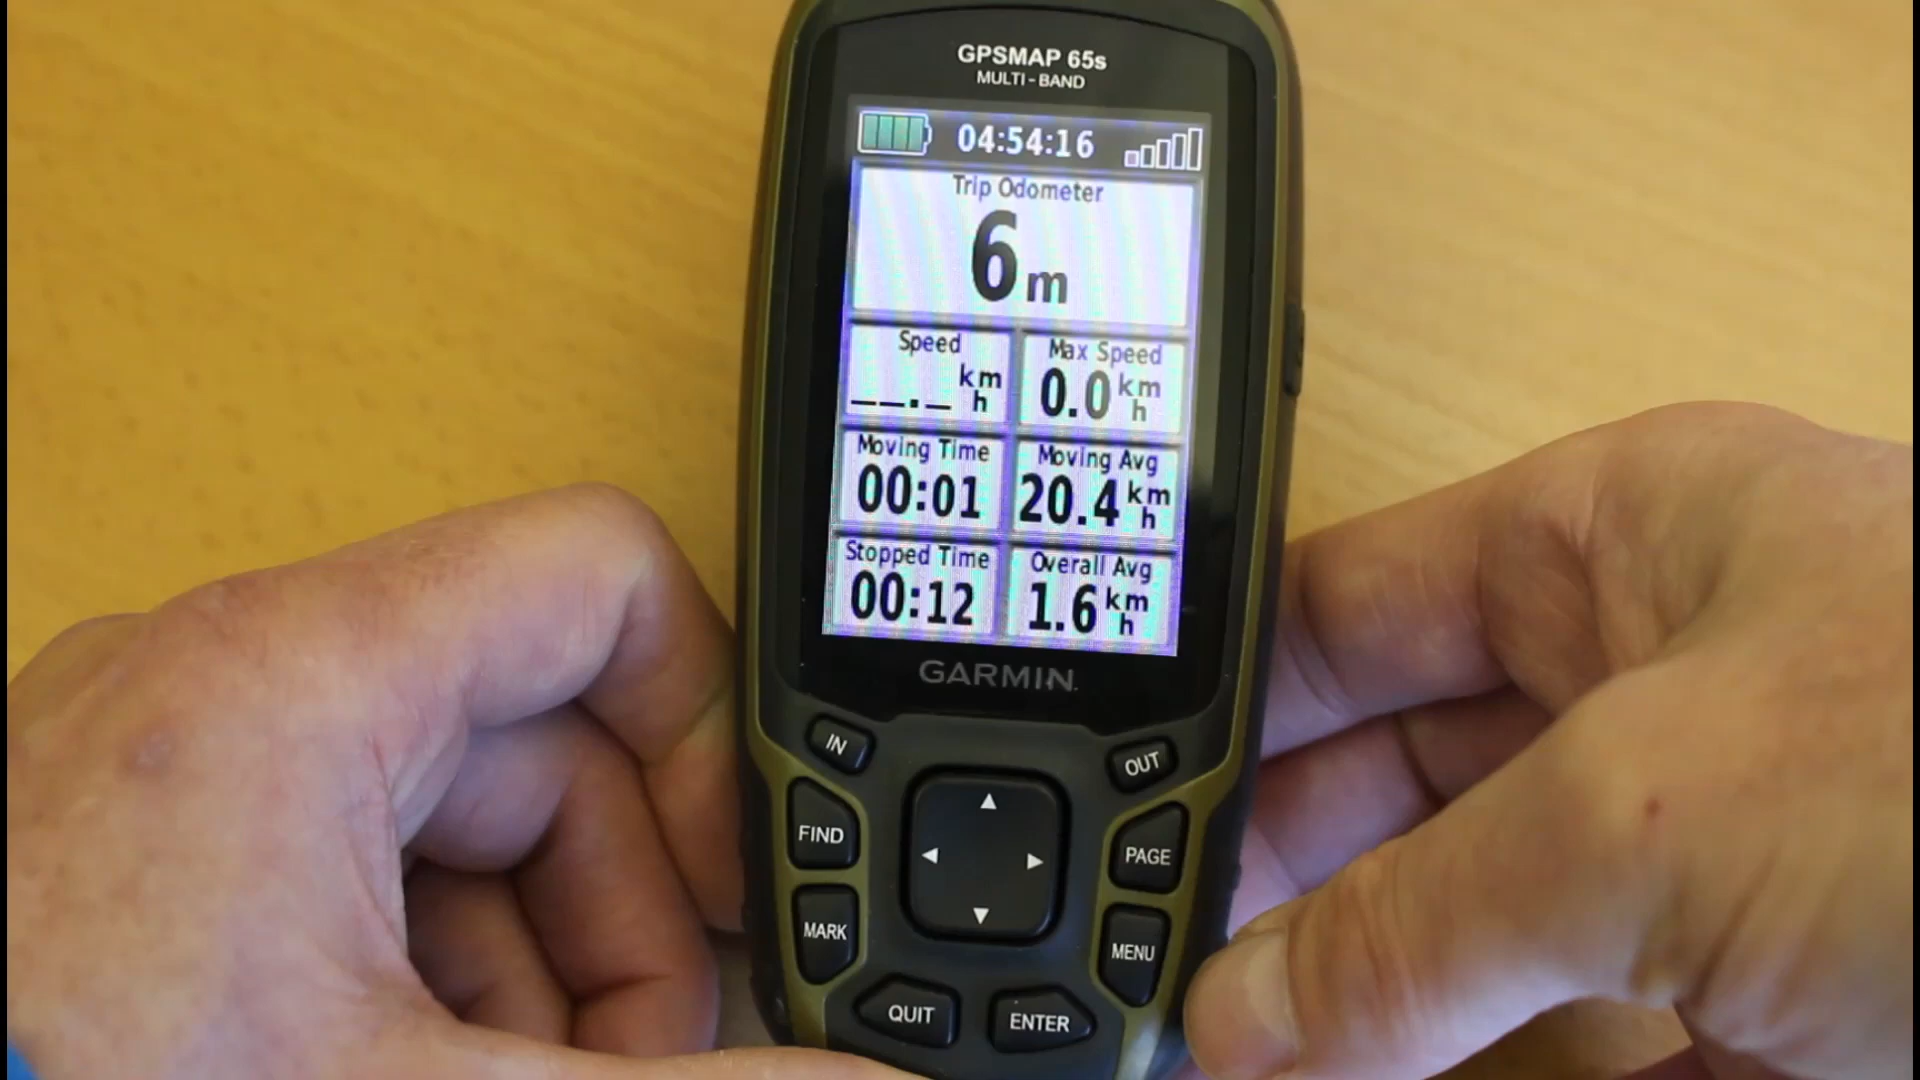 GPSMAP 65s
MULTI-BAND
04:54:16
Trip Odometer
6 m
Speed
__._ km h
Max Speed
0.0 km h
Moving Time
00:01
Moving Avg
20.4 km h
Stopped Time
00:12
Overall Avg
1.6 km h
GARMIN
IN
OUT
FIND
PAGE
MARK
MENU
QUIT
ENTER